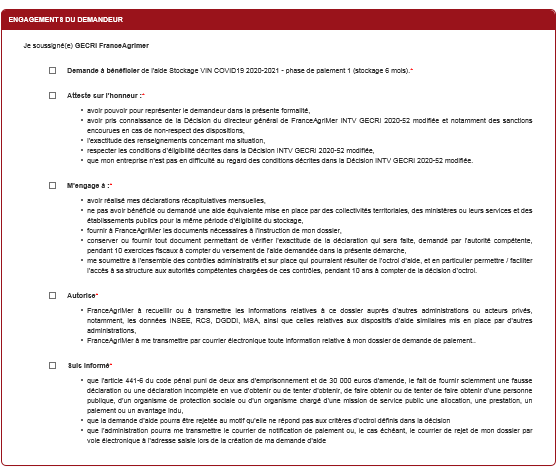 ENGAGEMENTS DU DEMANDEUR
Je soussigné(e) GECRI FranceAgrimer
Demande à bénéficier de l'aide Stockage VIN COVID19 2020-2021 - phase de paiement 1 (stockage 6 mois).*
Atteste sur l'honneur :*
• avoir pouvoir pour représenter le demandeur dans la présente formalité,
• avoir pris connaissance de la Décision du directeur général de FranceAgriMer INTV GECRI 2020-52 modifiée et notamment des sanctions
encourues en cas de non-respect des dispositions,
• l'exactitude des renseignements concernant ma situation,
• respecter les conditions d'éligibilité décrites dans la Décision INTV GECRI 2020-52 modifiée,
• que mon entreprise n'est pas en difficulté au regard des conditions décrites dans la Décision INTV GECRI 2020-52 modifiée.
M'engage à :*
• avoir réalisé mes déclarations récapitulatives mensuelles,
• ne pas avoir bénéficié ou demandé une aide équivalente mise en place par des collectivités territoriales, des ministères ou leurs services et des
établissements publics pour la même période d'éligibilité du stockage,
• fournir à FranceAgriMer les documents nécessaires à l'instruction de mon dossier,
• conserver ou fournir tout document permettant de vérifier l'exactitude de la déclaration qui sera faite, demandé par l'autorité compétente,
pendant 10 exercices fiscaux à compter du versement de l'aide demandée dans la présente démarche,
• me soumettre à l'ensemble des contrôles administratifs et sur place qui pourraient résulter de l'octroi d'aide, et en particulier permettre / faciliter
l'accès à sa structure aux autorités compétentes chargées de ces contrôles, pendant 10 ans à compter de la décision d'octroi.
Autorise*
• FranceAgriMer à recueillir ou à transmettre les informations relatives à ce dossier auprès d'autres administrations ou acteurs privés,
notamment, les données INSEE, RCS, DGDDI, MSA, ainsi que celles relatives aux dispositifs d'aide similaires mis en place par d'autres
administrations,
• FranceAgriMer à me transmettre par courrier électronique toute information relative à mon dossier de demande de paiement..
Suis informé*
• que l'article 441-6 du code pénal puni de deux ans d'emprisonnement et de 30 000 euros d'amende, le fait de fournir sciemment une fausse
déclaration ou une déclaration incomplète en vue d'obtenir ou de tenter d'obtenir, de faire obtenir ou de tenter de faire obtenir d'une personne
publique, d'un organisme de protection sociale ou d'un organisme chargé d'une mission de service public une allocation, une prestation, un
paiement ou un avantage indu,
• que la demande d'aide pourra être rejetée au motif qu'elle ne répond pas aux critères d'octroi définis dans la décision
• que l'administration pourra me transmettre le courrier de notification de paiement ou, le cas échéant, le courrier de rejet de mon dossier par
voie électronique à l'adresse saisie lors de la création de ma demande d'aide